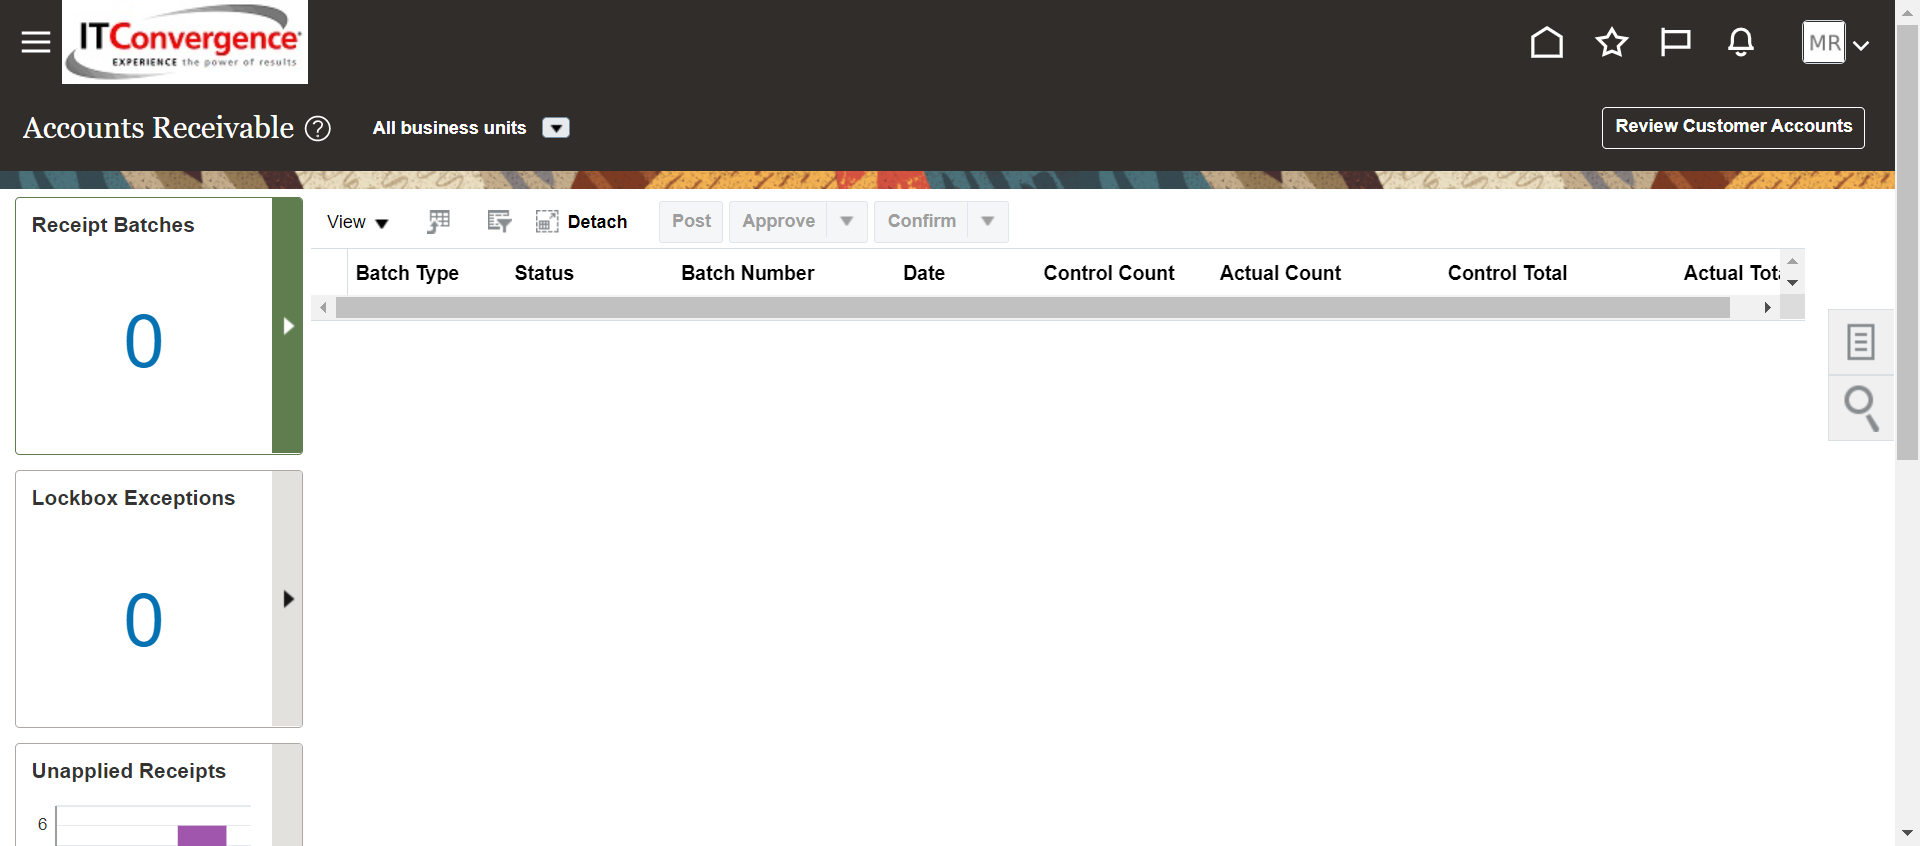 ITConvergence
EXPERIENCE the power of results
MR
Accounts Receivable ?
All business units
Review Customer Accounts
Receipt Batches
0
View
Detach
Post
Approve
Confirm
Batch Type Status Batch Number Date Control Count Actual Count Control Total Actual Tota
Lockbox Exceptions
0
Unapplied Receipts
6